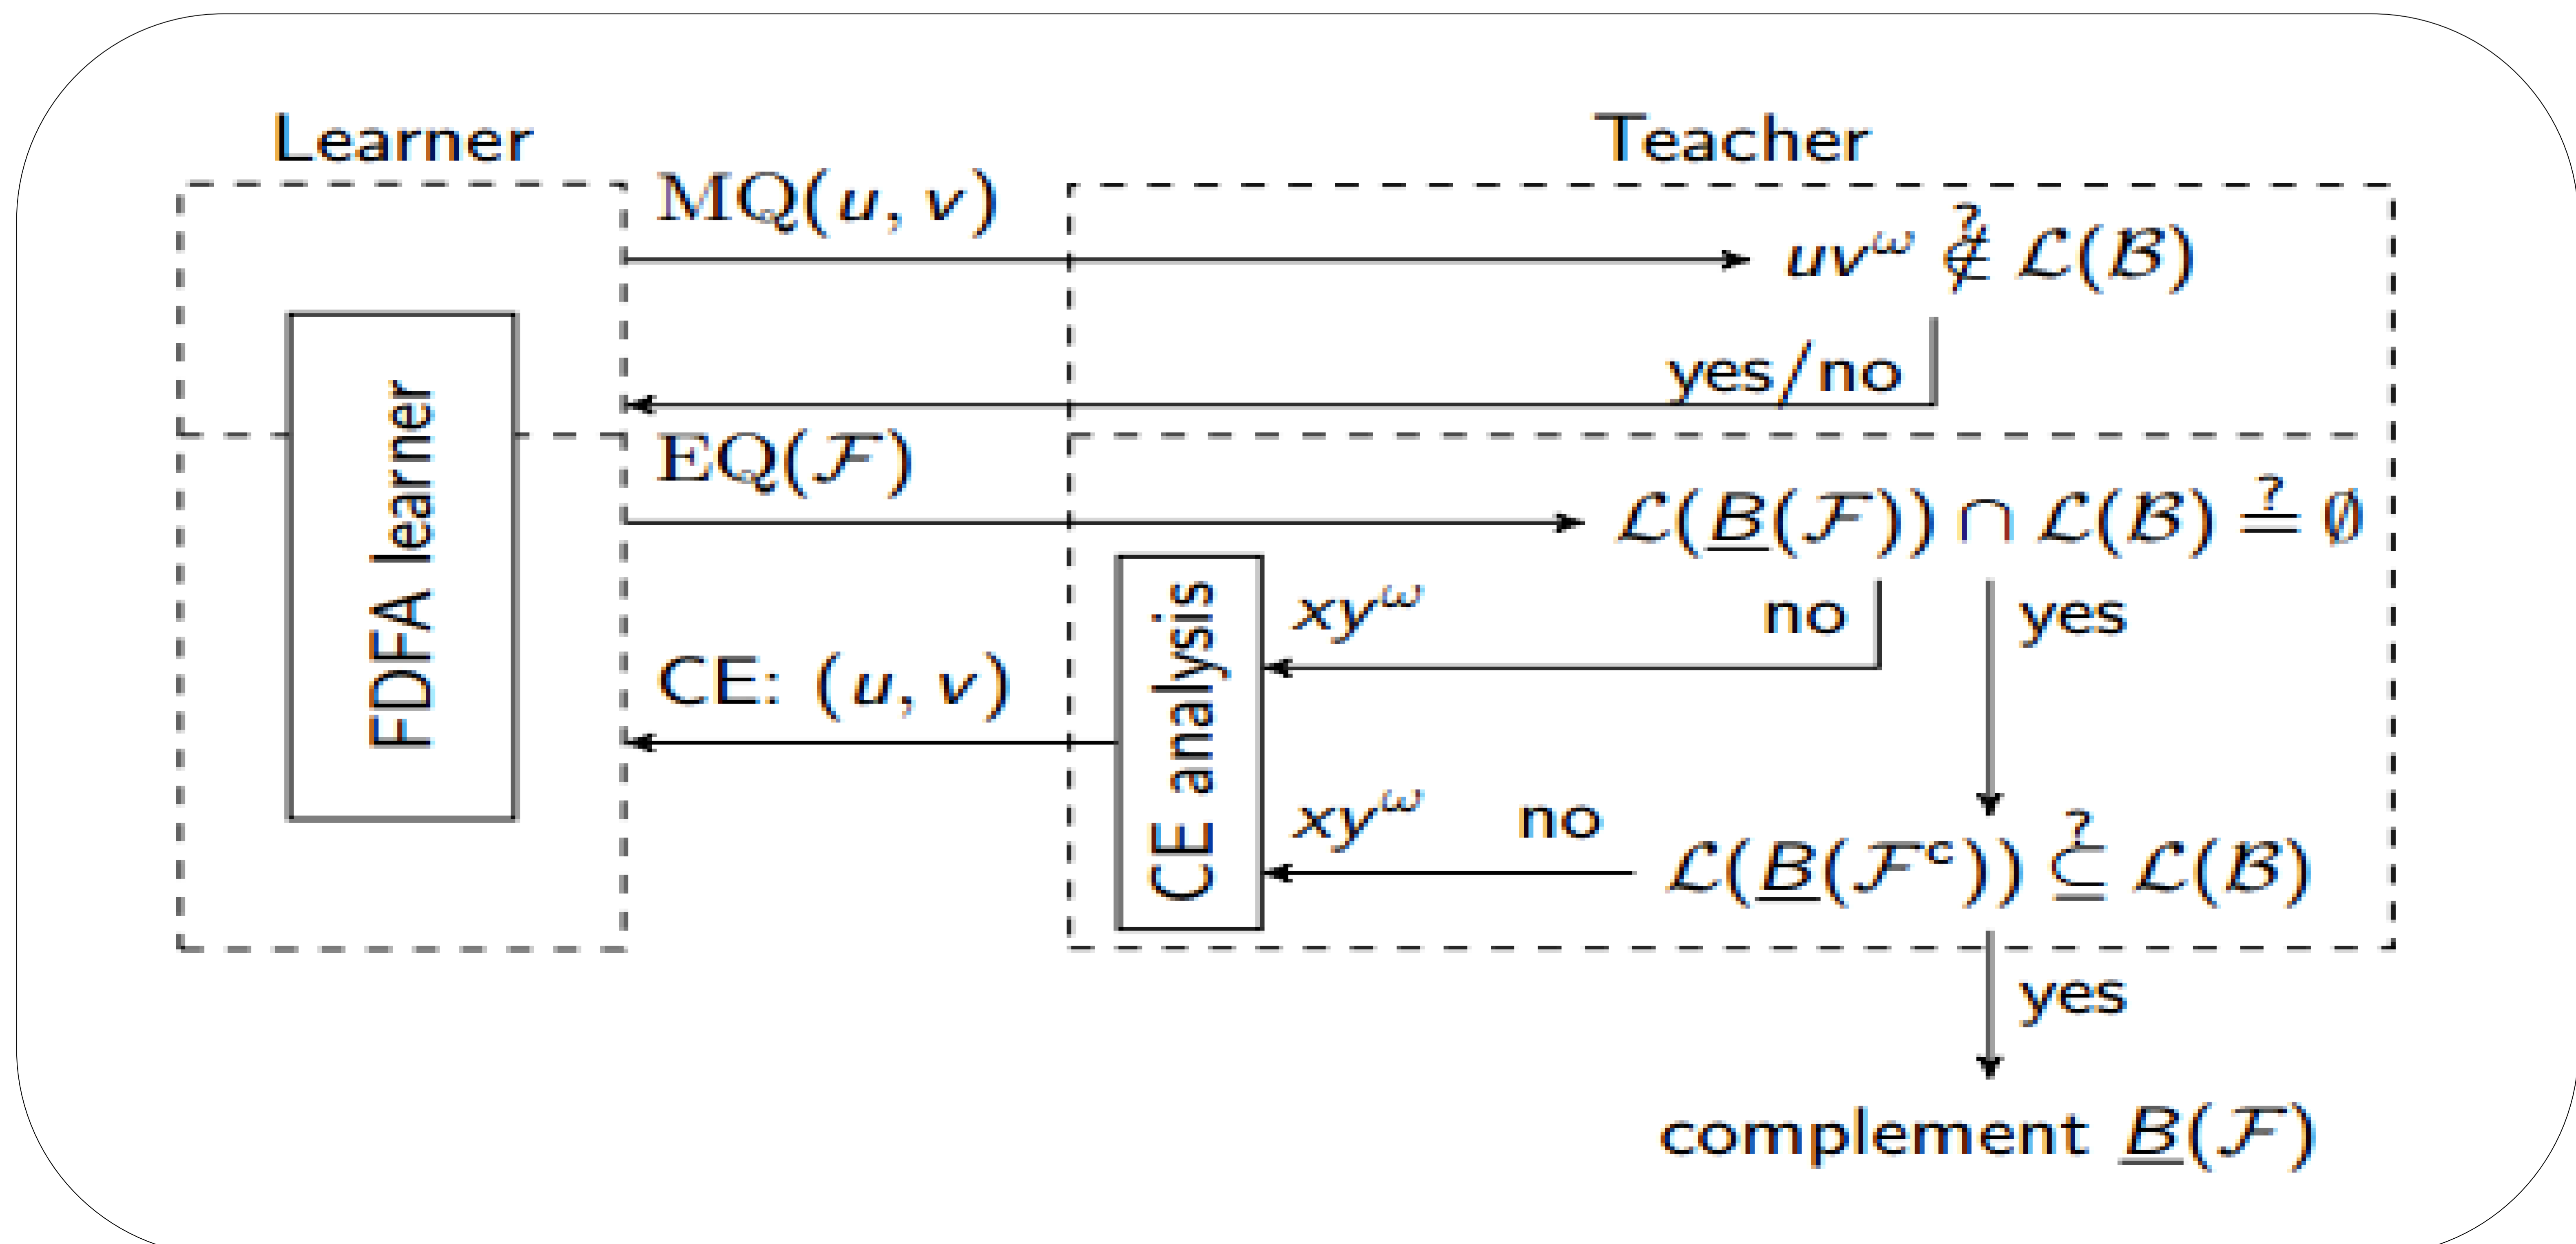 Learner
Teacher
MQ(u, v)
uv^ω ∉? ℒ(ℬ)
yes/no
EQ(ℱ)
ℒ(B̲(ℱ)) ∩ ℒ(ℬ) ≟ ∅
FDFA learner
xy^ω
no
yes
CE: (u, v)
CE analysis
xy^ω
no
ℒ(B̲(ℱ^c)) ⊆? ℒ(ℬ)
yes
complement B̲(ℱ)